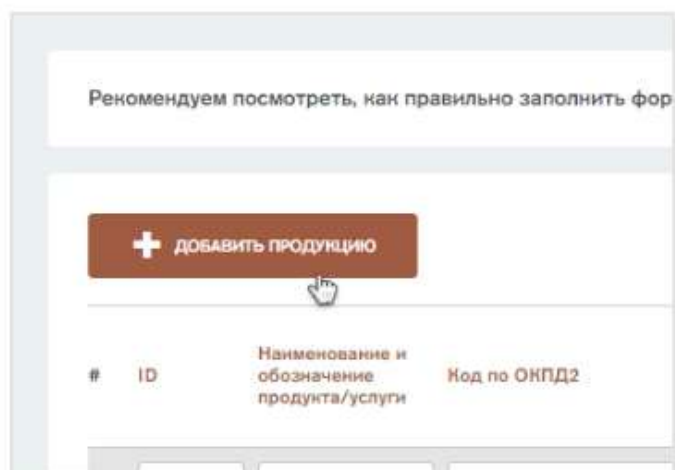 Рекомендуем посмотреть, как правильно заполнить фор
ДОБАВИТЬ ПРОДУКЦИЮ
# ID Наименование и обозначение продукта/услуги Код по ОКПД2